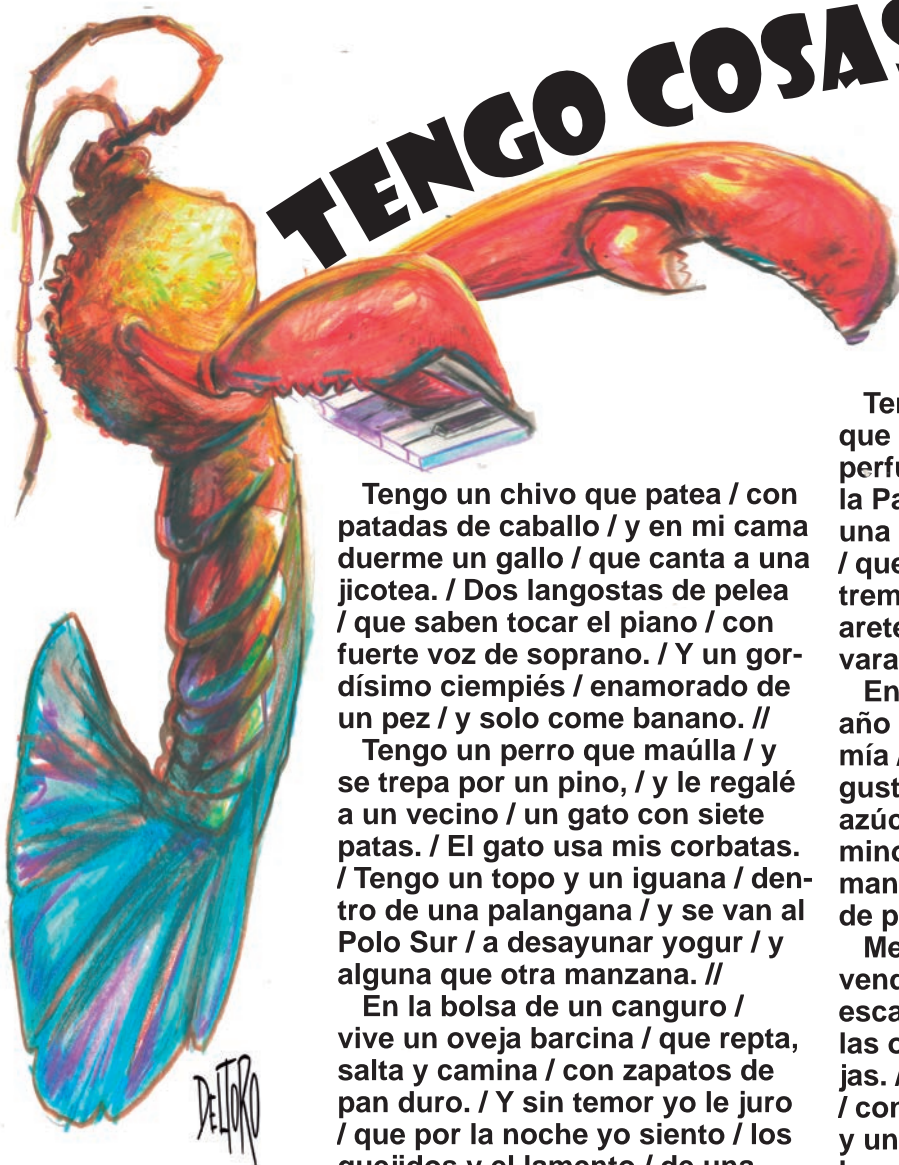 TENGO COSAS
Tengo un chivo que patea / con
patadas de caballo / y en mi cama
duerme un gallo / que canta a una
jicotea. / Dos langostas de pelea
/ que saben tocar el piano / con
fuerte voz de soprano. / Y un gor-
dísimo ciempiés / enamorado de
un pez / y solo come banano. //
Tengo un perro que maúlla / y
se trepa por un pino, / y le regalé
a un vecino / un gato con siete
patas. / El gato usa mis corbatas.
/ Tengo un topo y un iguana / den-
tro de una palangana / y se van al
Polo Sur / a desayunar yogur / y
alguna que otra manzana. //
En la bolsa de un canguro /
vive un oveja barcina / que repta,
salta y camina / con zapatos de
pan duro. / Y sin temor yo le juro
/ que por la noche yo siento / los
quejidos y el lamento / de una
que
perfu
la Pa
una
/ que
trem
arete
vara
En
año
mía /
gust
azúc
mino
man
de p
Me
vend
esca
las
jas. /
/ con
y un
DELTORO